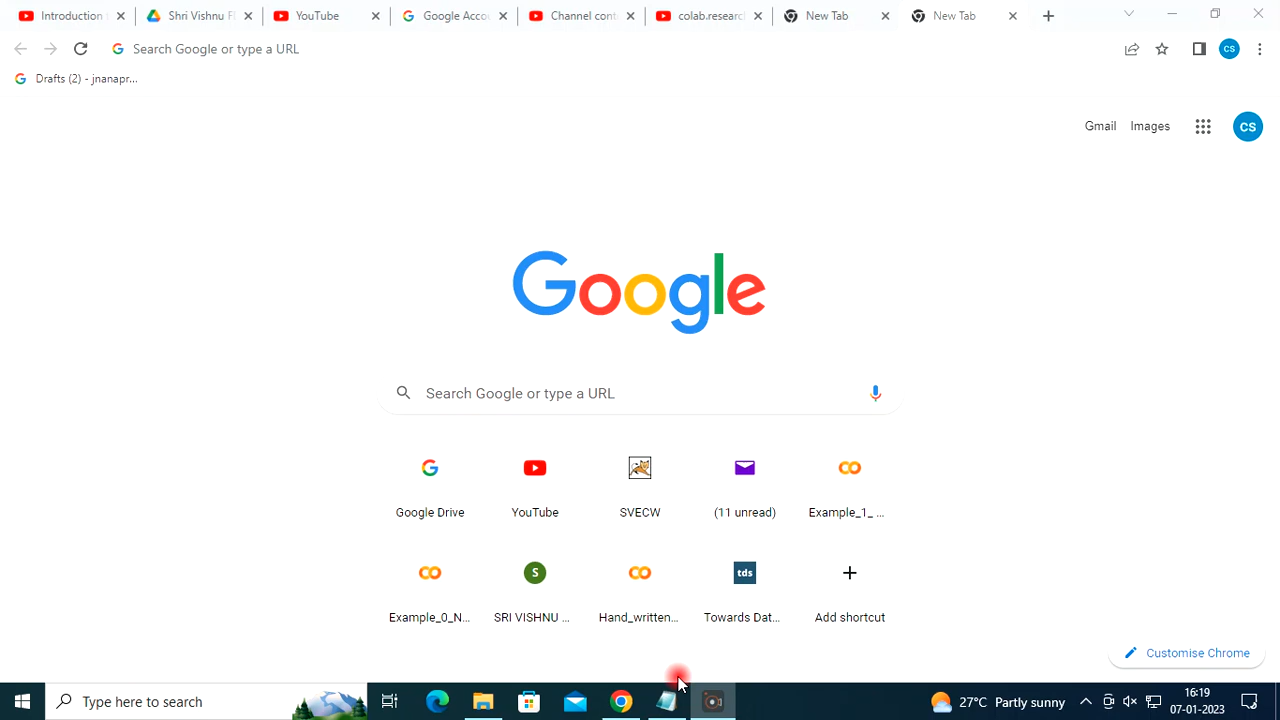 Introduction t
Shri Vishnu F
YouTube
Google Acco
Channel cont
colab.researc
New Tab
New Tab
Search Google or type a URL
CS
Drafts (2) - jnanapr...
Gmail
Images
CS
Google
Search Google or type a URL
Google Drive
YouTube
SVECW
(11 unread)
Example_1_ ...
S
tds
Example_0_N...
SRI VISHNU ...
Hand_written...
Towards Dat...
Add shortcut
Customise Chrome
Type here to search
27°C Partly sunny
16:19
07-01-2023